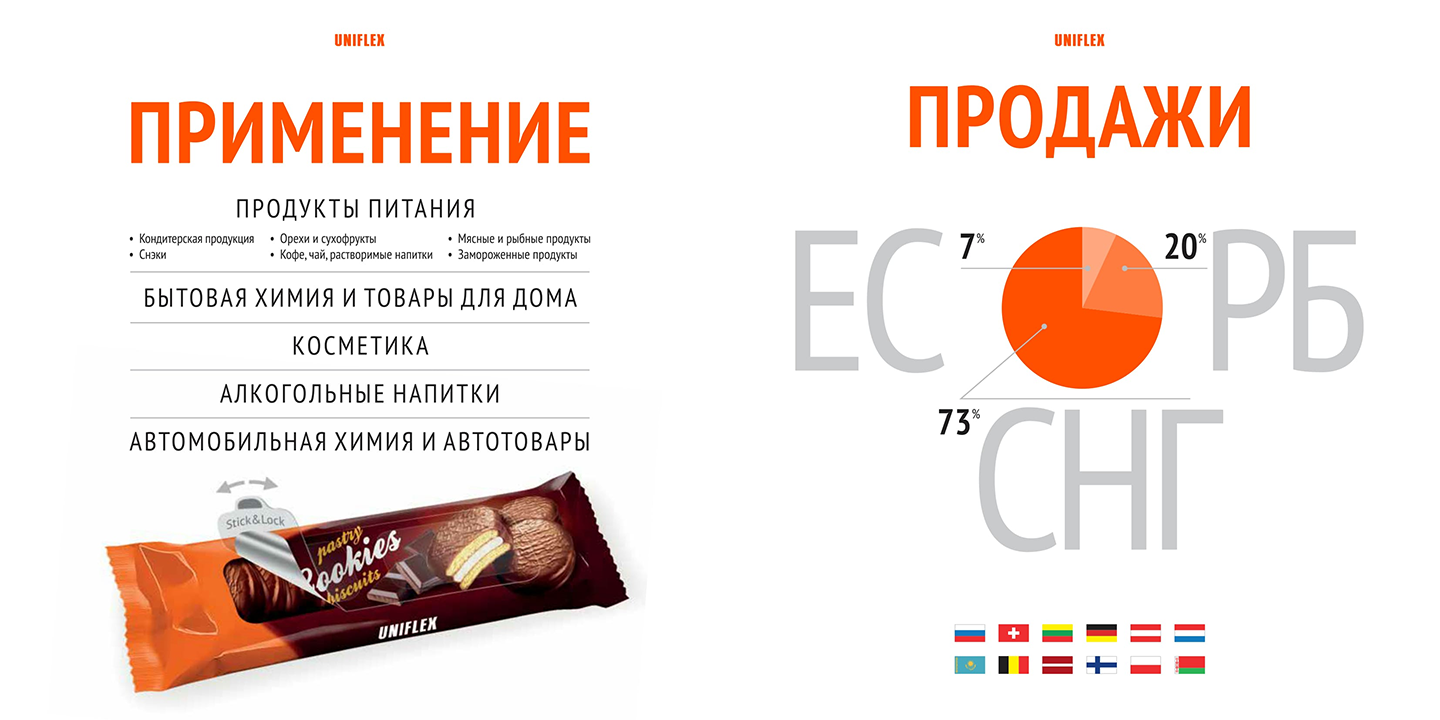 UNIFLEX
ПРИМЕНЕНИЕ
ПРОДУКТЫ ПИТАНИЯ
• Кондитерская продукция
• Снэки
• Орехи и сухофрукты
• Кофе, чай, растворимые напитки
• Мясные и рыбные продукты
• Замороженные продукты
БЫТОВАЯ ХИМИЯ И ТОВАРЫ ДЛЯ ДОМА
КОСМЕТИКА
АЛКОГОЛЬНЫЕ НАПИТКИ
АВТОМОБИЛЬНАЯ ХИМИЯ И АВТОТОВАРЫ
Stick&Lock
pastry
Cookies
biscuits
UNIFLEX
UNIFLEX
ПРОДАЖИ
ЕС 7%
20% РБ
73% СНГ